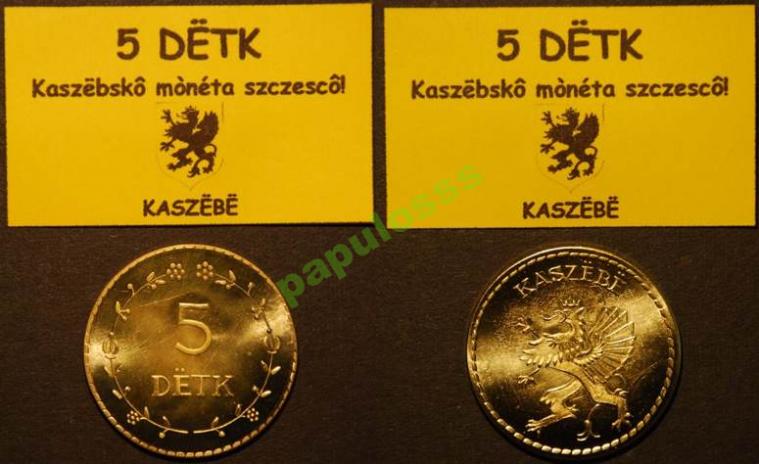 5 DËTK
Kaszëbskô mònéta szczescô!
KASZËBË
5 DËTK
Kaszëbskô mònéta szczescô!
KASZËBË
papulosss
5
DËTK
KASZËBË